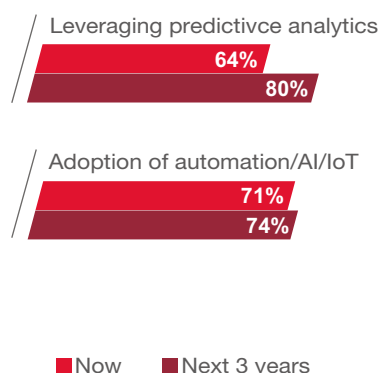 Leveraging predictivce analytics
64%
80%
Adoption of automation/AI/IoT
71%
74%
Now Next 3 years